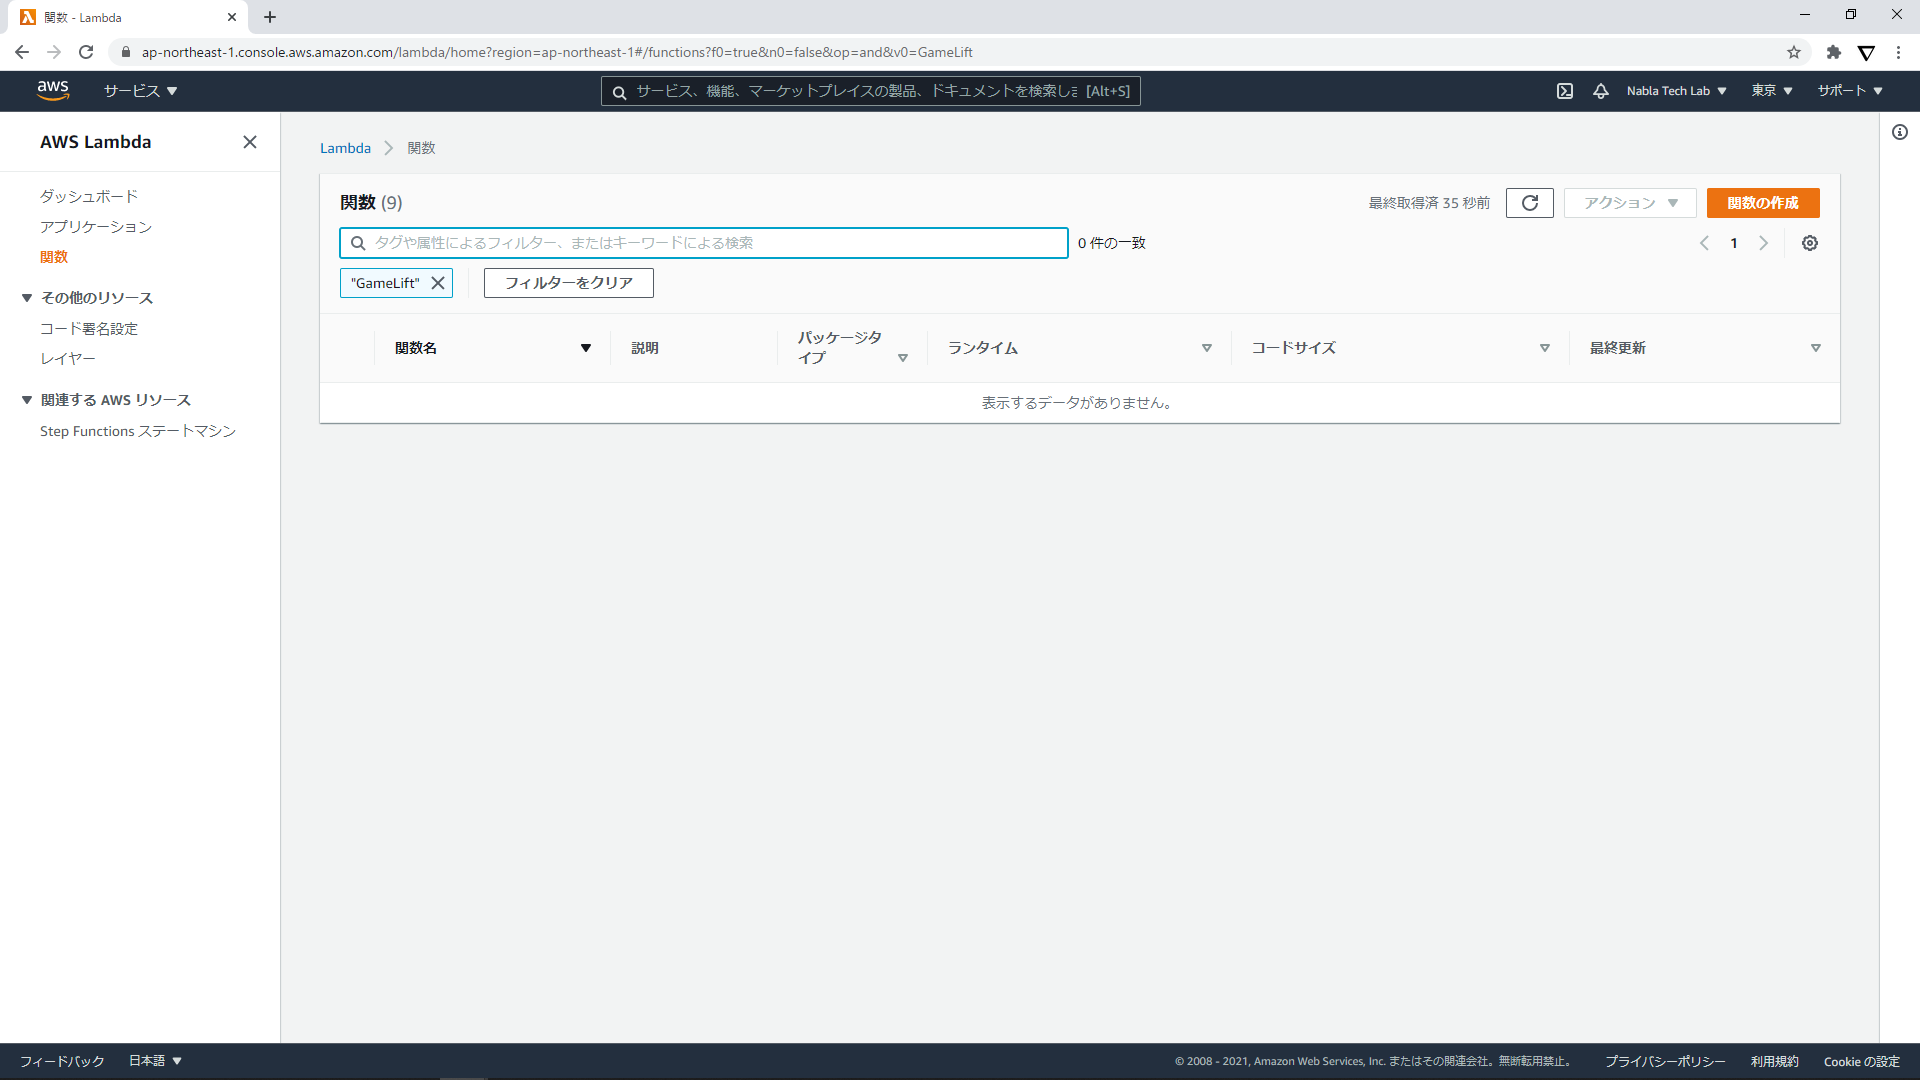 関数 - Lambda
ap-northeast-1.console.aws.amazon.com/lambda/home?region=ap-northeast-1#/functions?f0=true&n0=false&op=and&v0=GameLift
aws
サービス
サービス、機能、マーケットプレイスの製品、ドキュメントを検索しま [Alt+S]
Nabla Tech Lab
東京
サポート
AWS Lambda
ダッシュボード
アプリケーション
関数
その他のリソース
コード署名設定
レイヤー
関連する AWS リソース
Step Functions ステートマシン
Lambda
関数
関数 (9)
最終取得済 35 秒前
アクション
関数の作成
タグや属性によるフィルター、またはキーワードによる検索
0 件の一致
1
"GameLift"
フィルターをクリア
関数名
説明
パッケージタ
イプ
ランタイム
コードサイズ
最終更新
表示するデータがありません。
フィードバック
日本語
© 2008 - 2021, Amazon Web Services, Inc. またはその関連会社。無断転用禁止。
プライバシーポリシー
利用規約
Cookie の設定